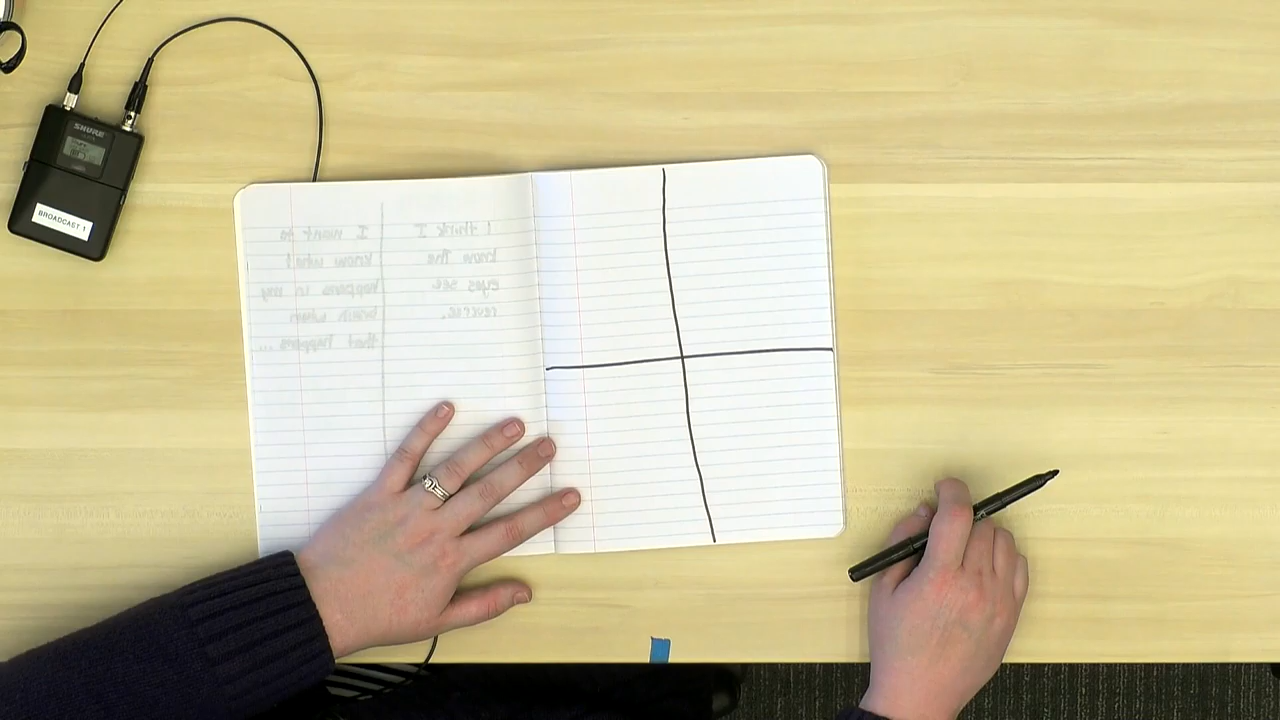 SHURE
BROADCAST 1
I want to
know what
happens in my
brain when
that happens ...
I think I
know the
eyes see
reverse.